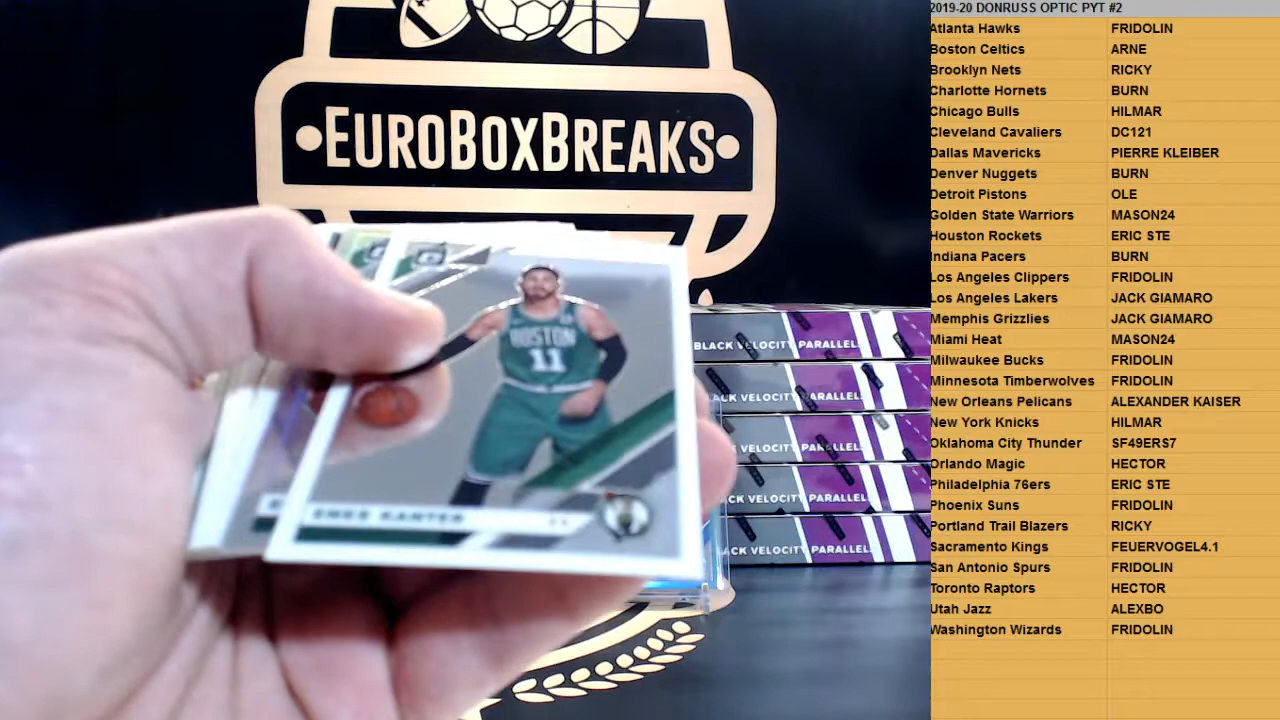 •EUROBOXBREAKS•
BOSTON
11
ENES KANTER
BLACK VELOCITY PARALLEL
ACK VELOCITY PARALLEL
VELOCITY PARALLEL
CK VELOCITY PARALLEL
ACK VELOCITY PARALLEL
2019-20 DONRUSS OPTIC PYT #2
Atlanta Hawks FRIDOLIN
Boston Celtics ARNE
Brooklyn Nets RICKY
Charlotte Hornets BURN
Chicago Bulls HILMAR
Cleveland Cavaliers DC121
Dallas Mavericks PIERRE KLEIBER
Denver Nuggets BURN
Detroit Pistons OLE
Golden State Warriors MASON24
Houston Rockets ERIC STE
Indiana Pacers BURN
Los Angeles Clippers FRIDOLIN
Los Angeles Lakers JACK GIAMARO
Memphis Grizzlies JACK GIAMARO
Miami Heat MASON24
Milwaukee Bucks FRIDOLIN
Minnesota Timberwolves FRIDOLIN
New Orleans Pelicans ALEXANDER KAISER
New York Knicks HILMAR
Oklahoma City Thunder SF49ERS7
Orlando Magic HECTOR
Philadelphia 76ers ERIC STE
Phoenix Suns FRIDOLIN
Portland Trail Blazers RICKY
Sacramento Kings FEUERVOGEL4.1
San Antonio Spurs FRIDOLIN
Toronto Raptors HECTOR
Utah Jazz ALEXBO
Washington Wizards FRIDOLIN